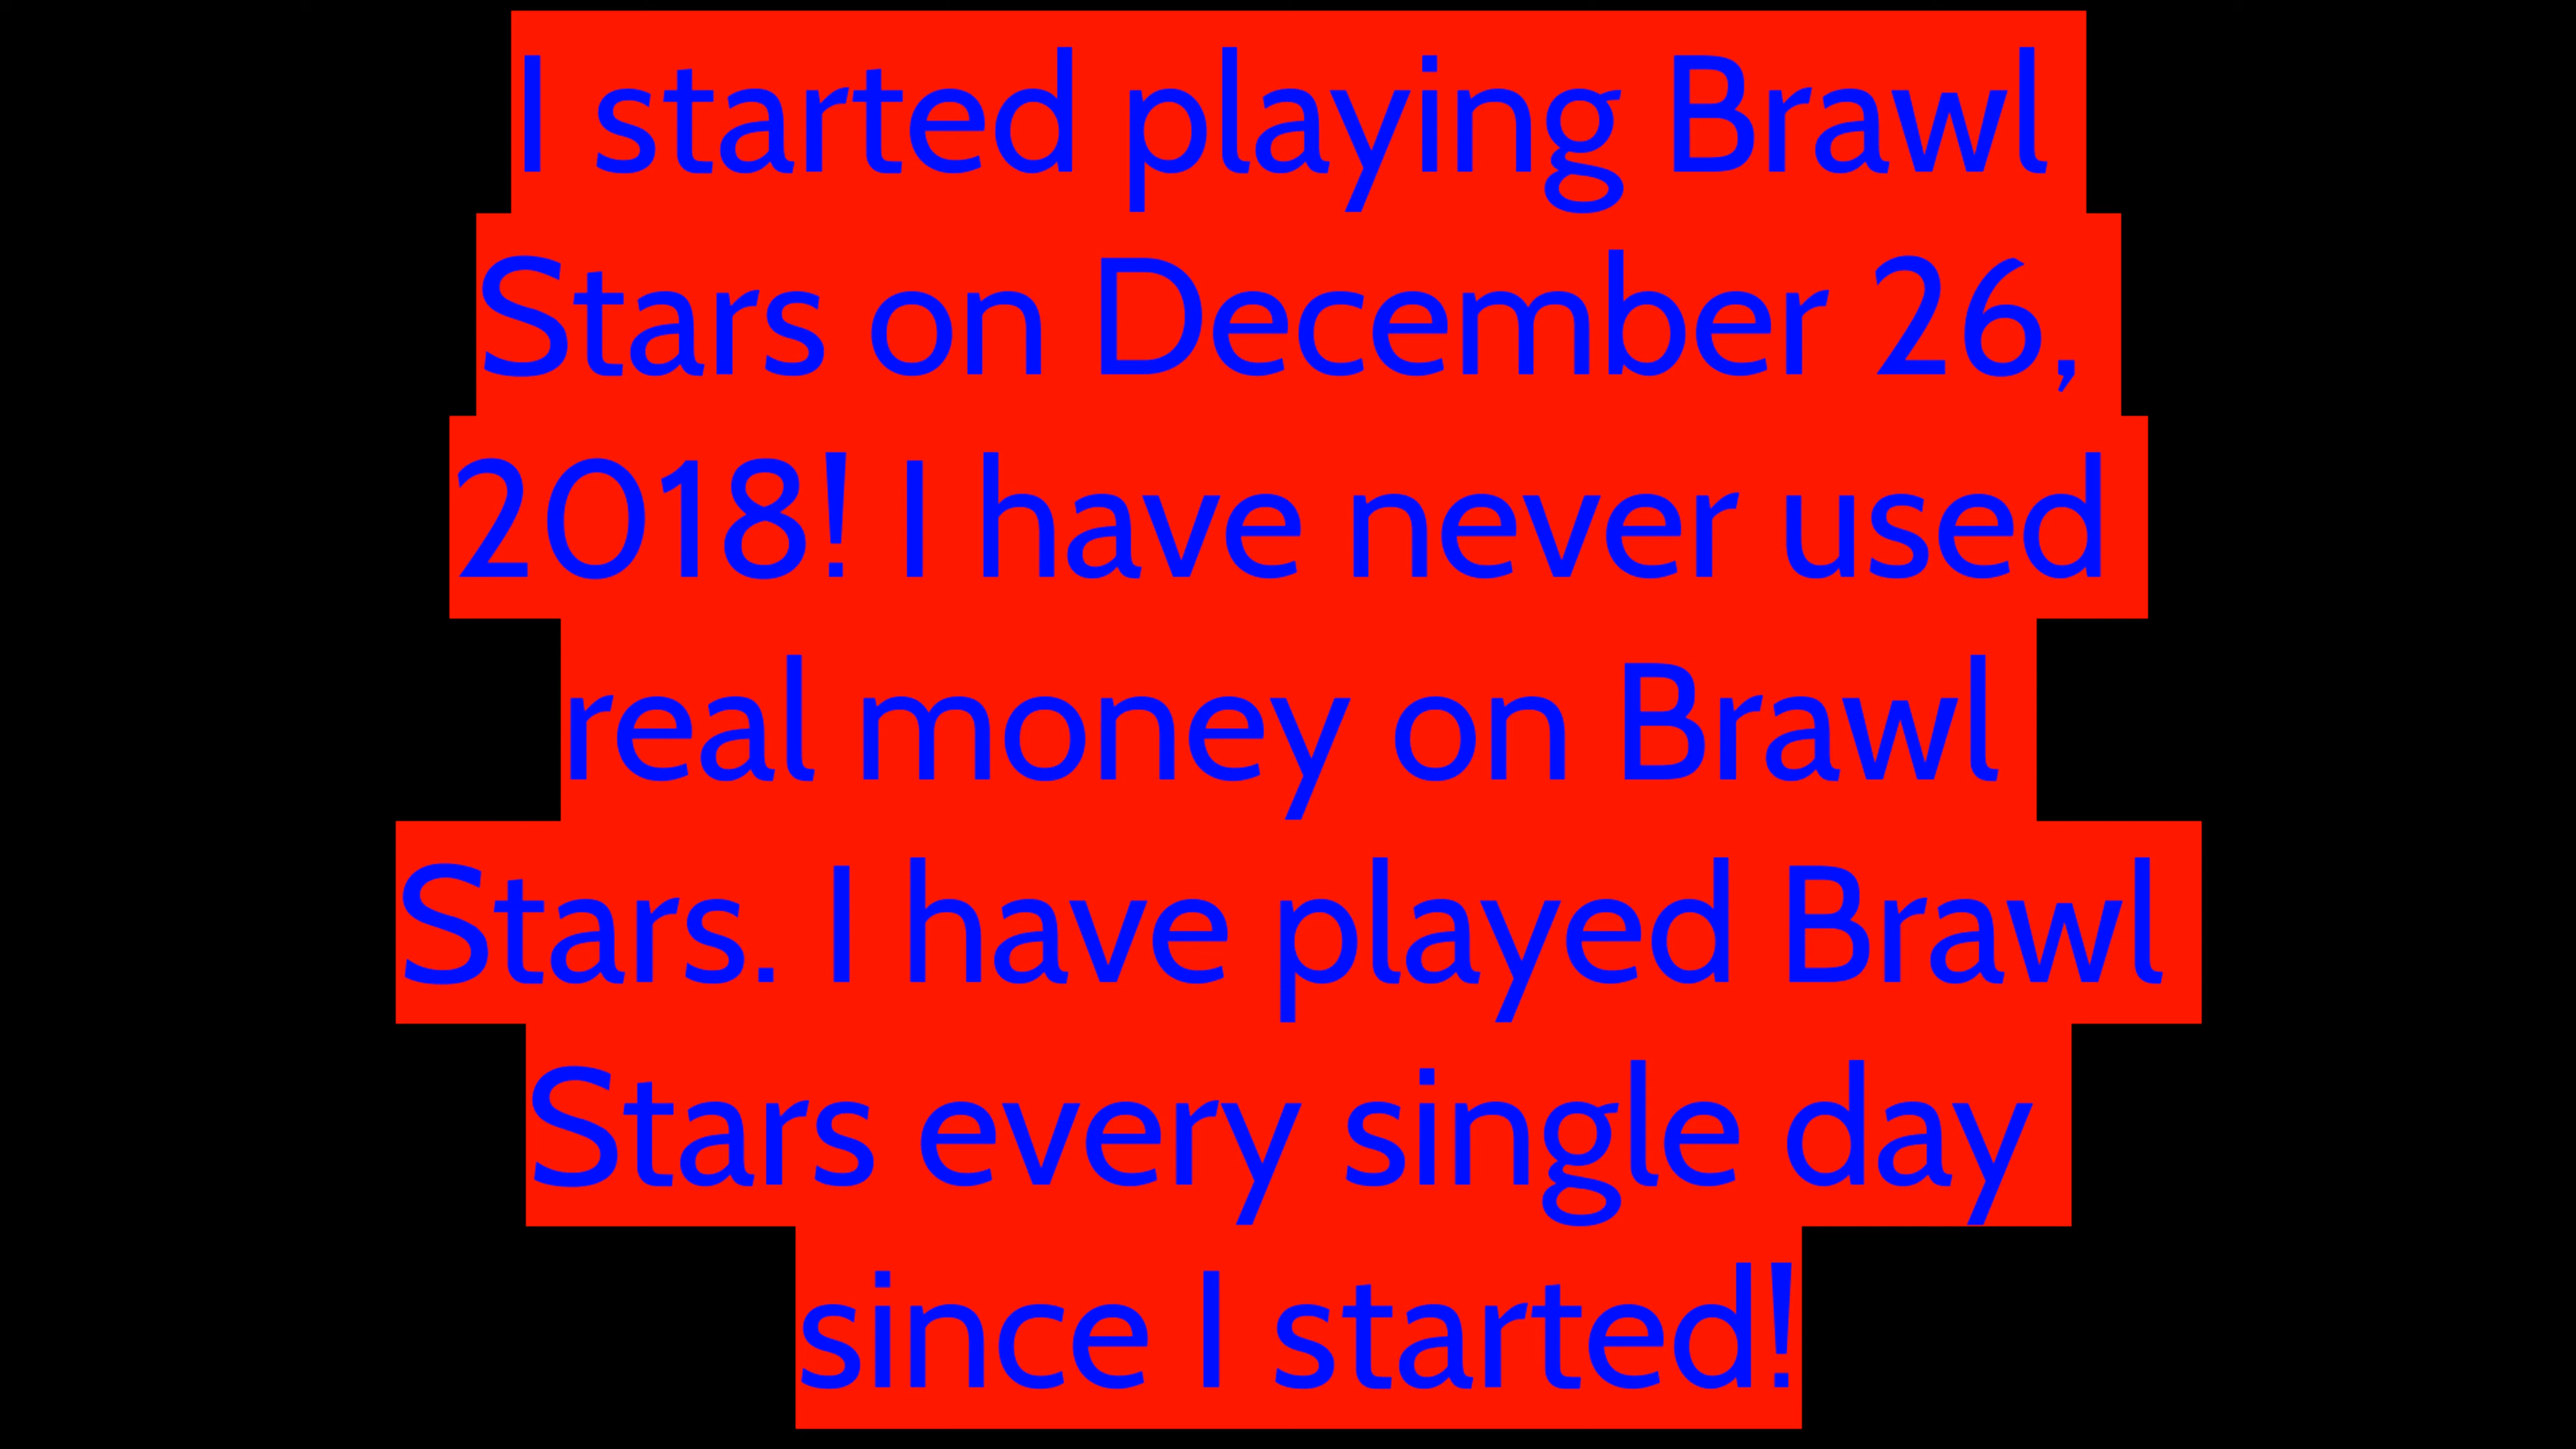 I started playing Brawl
Stars on December 26,
2018! I have never used
real money on Brawl
Stars. I have played Brawl
Stars every single day
since I started!